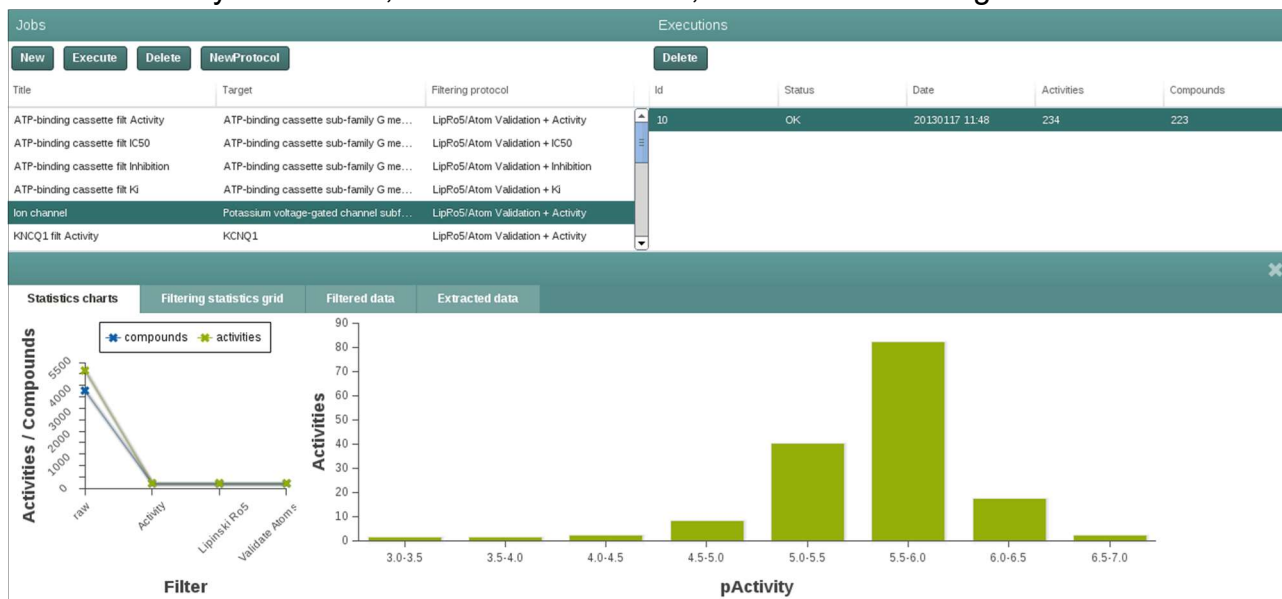 Jobs
Executions
New Execute Delete NewProtocol
Delete
Title Target Filtering protocol
Id Status Date Activities Compounds
ATP-binding cassette filt Activity ATP-binding cassette sub-family G me... LipRo5/Atom Validation + Activity
10 OK 20130117 11:48 234 223
ATP-binding cassette filt IC50 ATP-binding cassette sub-family G me... LipRo5/Atom Validation + IC50
ATP-binding cassette filt Inhibition ATP-binding cassette sub-family G me... LipRo5/Atom Validation + Inhibition
ATP-binding cassette filt Ki ATP-binding cassette sub-family G me... LipRo5/Atom Validation + Ki
Ion channel Potassium voltage-gated channel subf... LipRo5/Atom Validation + Activity
KNCQ1 filt Activity KCNQ1 LipRo5/Atom Validation + Activity
Statistics charts Filtering statistics grid Filtered data Extracted data
compounds activities
Activities / Compounds
5500
4000
3000
2000
1000
0
raw Activity Lipinski Ro5 Validate Atoms
Filter
Activities
90
80
70
60
50
40
30
20
10
0
3.0-3.5 3.5-4.0 4.0-4.5 4.5-5.0 5.0-5.5 5.5-6.0 6.0-6.5 6.5-7.0
pActivity